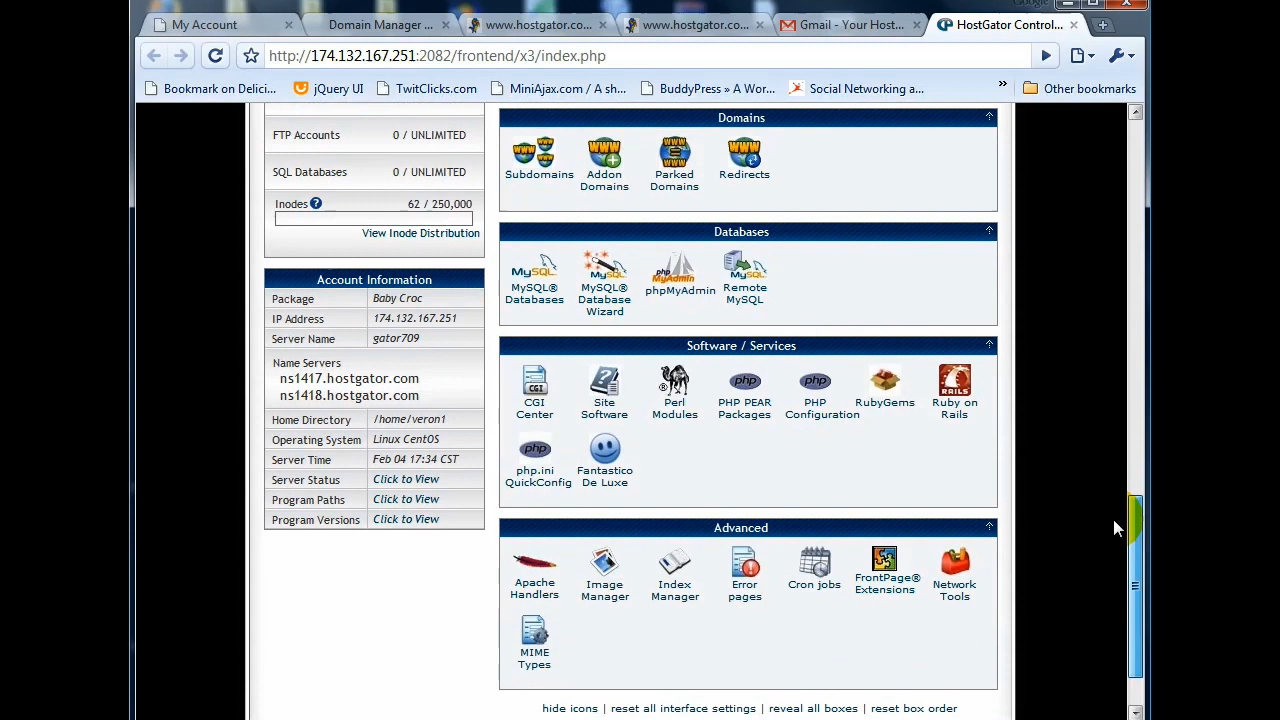 Google
My Account
Domain Manager ...
www.hostgator.co...
www.hostgator.co...
Gmail - Your Host...
HostGator Control...
http://174.132.167.251:2082/frontend/x3/index.php
Bookmark on Delici...
jQuery UI
TwitClicks.com
MiniAjax.com / A sh...
BuddyPress » A Wor...
Social Networking a...
»
Other bookmarks
FTP Accounts 0 / UNLIMITED
SQL Databases 0 / UNLIMITED
Inodes ? 62 / 250,000
View Inode Distribution
Account Information
Package Baby Croc
IP Address 174.132.167.251
Server Name gator709
Name Servers
ns1417.hostgator.com
ns1418.hostgator.com
Home Directory /home/veron1
Operating System Linux CentOS
Server Time Feb 04 17:34 CST
Server Status Click to View
Program Paths Click to View
Program Versions Click to View
Domains
Subdomains
Addon
Domains
Parked
Domains
Redirects
Databases
MySQL®
Databases
MySQL®
Database
Wizard
phpMyAdmin
Remote
MySQL
Software / Services
CGI
Center
Site
Software
Perl
Modules
PHP PEAR
Packages
PHP
Configuration
RubyGems
Ruby on
Rails
php.ini
QuickConfig
Fantastico
De Luxe
Advanced
Apache
Handlers
Image
Manager
Index
Manager
Error
pages
Cron jobs
FrontPage®
Extensions
Network
Tools
MIME
Types
hide icons | reset all interface settings | reveal all boxes | reset box order